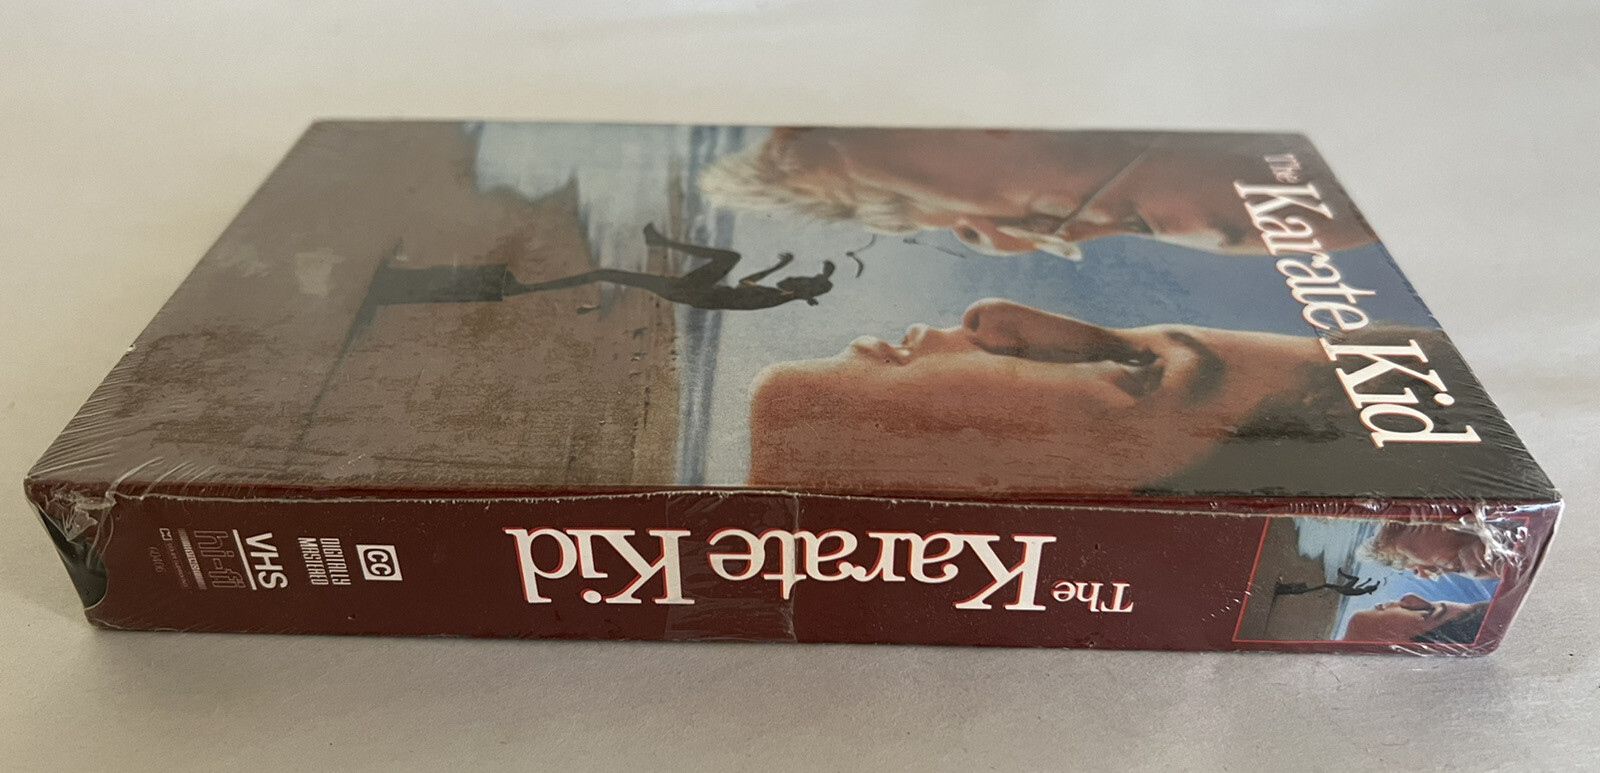 The Karate Kid
The Karate Kid
CC
DIGITALLY
MASTERED
VHS
hi-fi